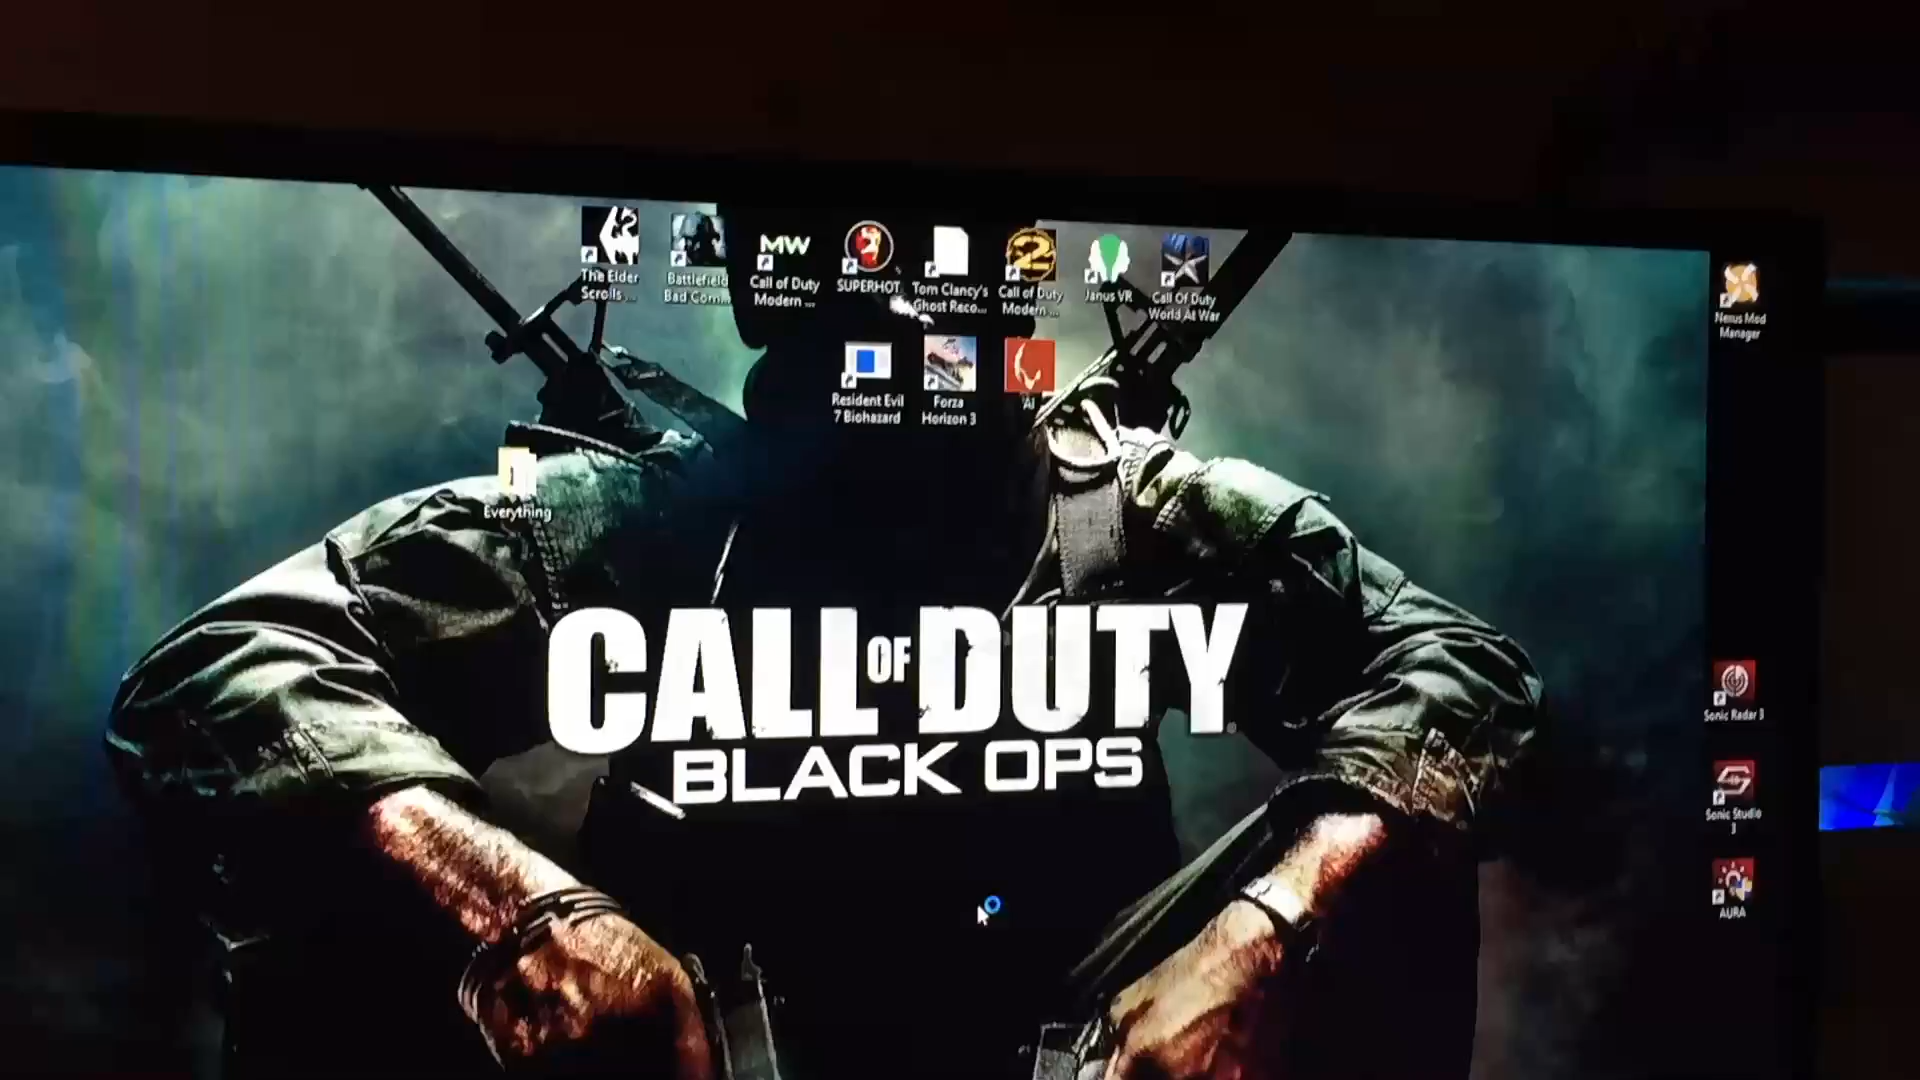 The Elder
Scrolls ...
Battlefield
Bad Com...
MW
Call of Duty
Modern ...
SUPERHOT
Tom Clancy's
Ghost Reco...
2
Call of Duty
Modern ...
Janus VR
Call Of Duty
World At War
Nexus Mod
Manager
Resident Evil
7 Biohazard
Forza
Horizon 3
Everything
CALL OF DUTY
BLACK OPS
Sonic Radar 3
Sonic Studio
3
AURA